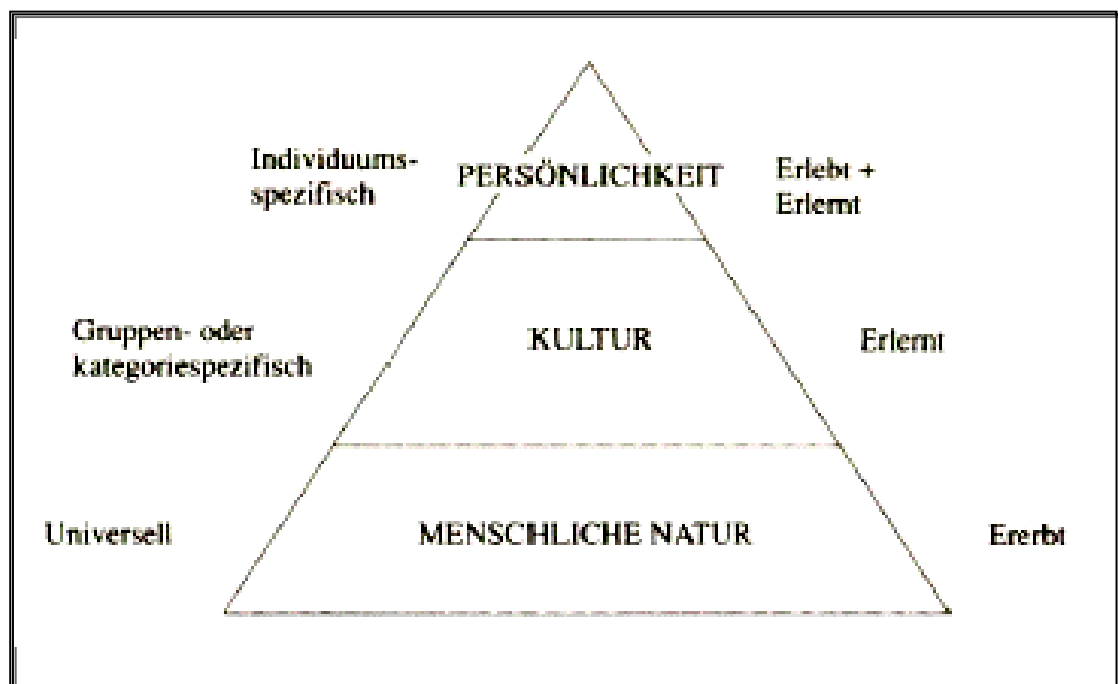 Individuums-
spezifisch
PERSÖNLICHKEIT
Erlebt +
Erlernt
Gruppen- oder
kategoriespezifisch
KULTUR
Erlernt
Universell
MENSCHLICHE NATUR
Ererbt